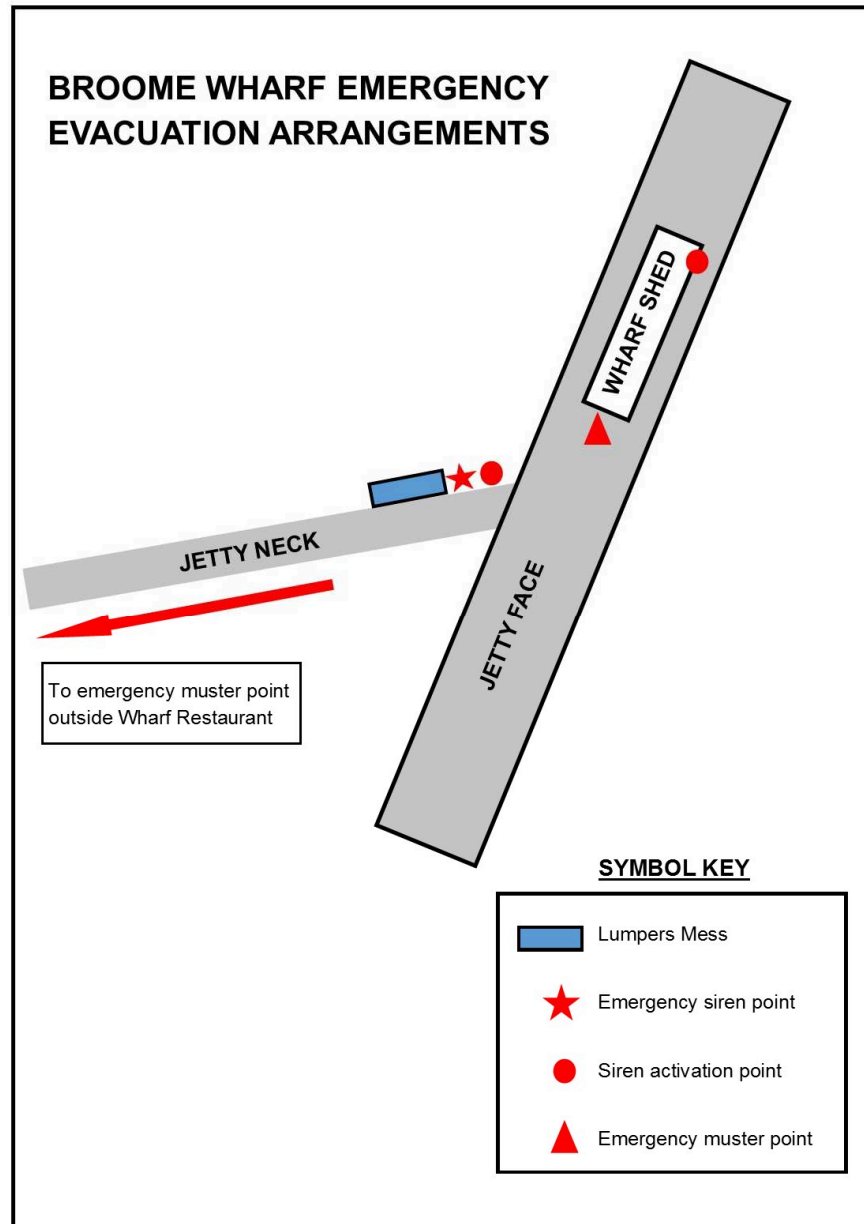 BROOME WHARF EMERGENCY
EVACUATION ARRANGEMENTS
WHARF SHED
JETTY NECK
JETTY FACE
To emergency muster point
outside Wharf Restaurant
SYMBOL KEY
Lumpers Mess
Emergency siren point
Siren activation point
Emergency muster point